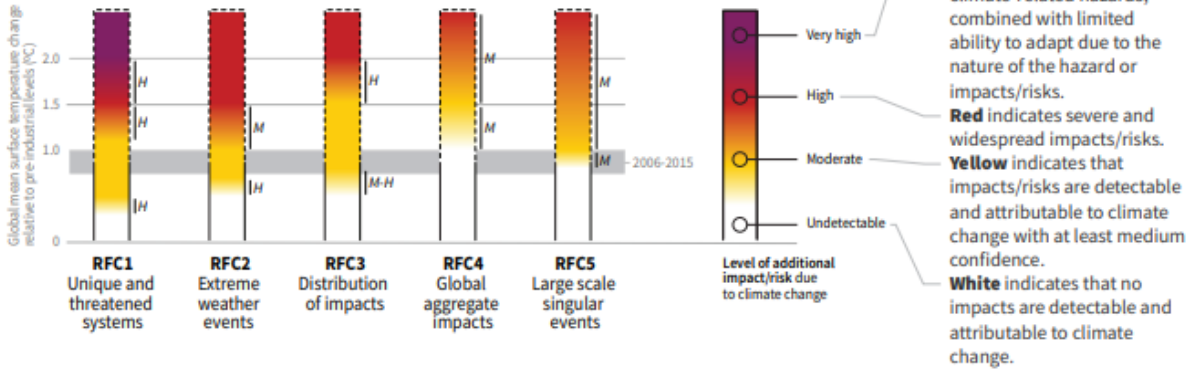 Global mean surface temperature change
relative to pre-industrial levels (ºC)
2.0
1.5
1.0
0
H
H
H
M
H
H
M-H
M
M
M
M
2006-2015
RFC1
Unique and
threatened
systems
RFC2
Extreme
weather
events
RFC3
Distribution
of impacts
RFC4
Global
aggregate
impacts
RFC5
Large scale
singular
events
Very high
High
Moderate
Undetectable
Level of additional
impact/risk due
to climate change
combined with limited
ability to adapt due to the
nature of the hazard or
impacts/risks.
Red indicates severe and
widespread impacts/risks.
Yellow indicates that
impacts/risks are detectable
and attributable to climate
change with at least medium
confidence.
White indicates that no
impacts are detectable and
attributable to climate
change.